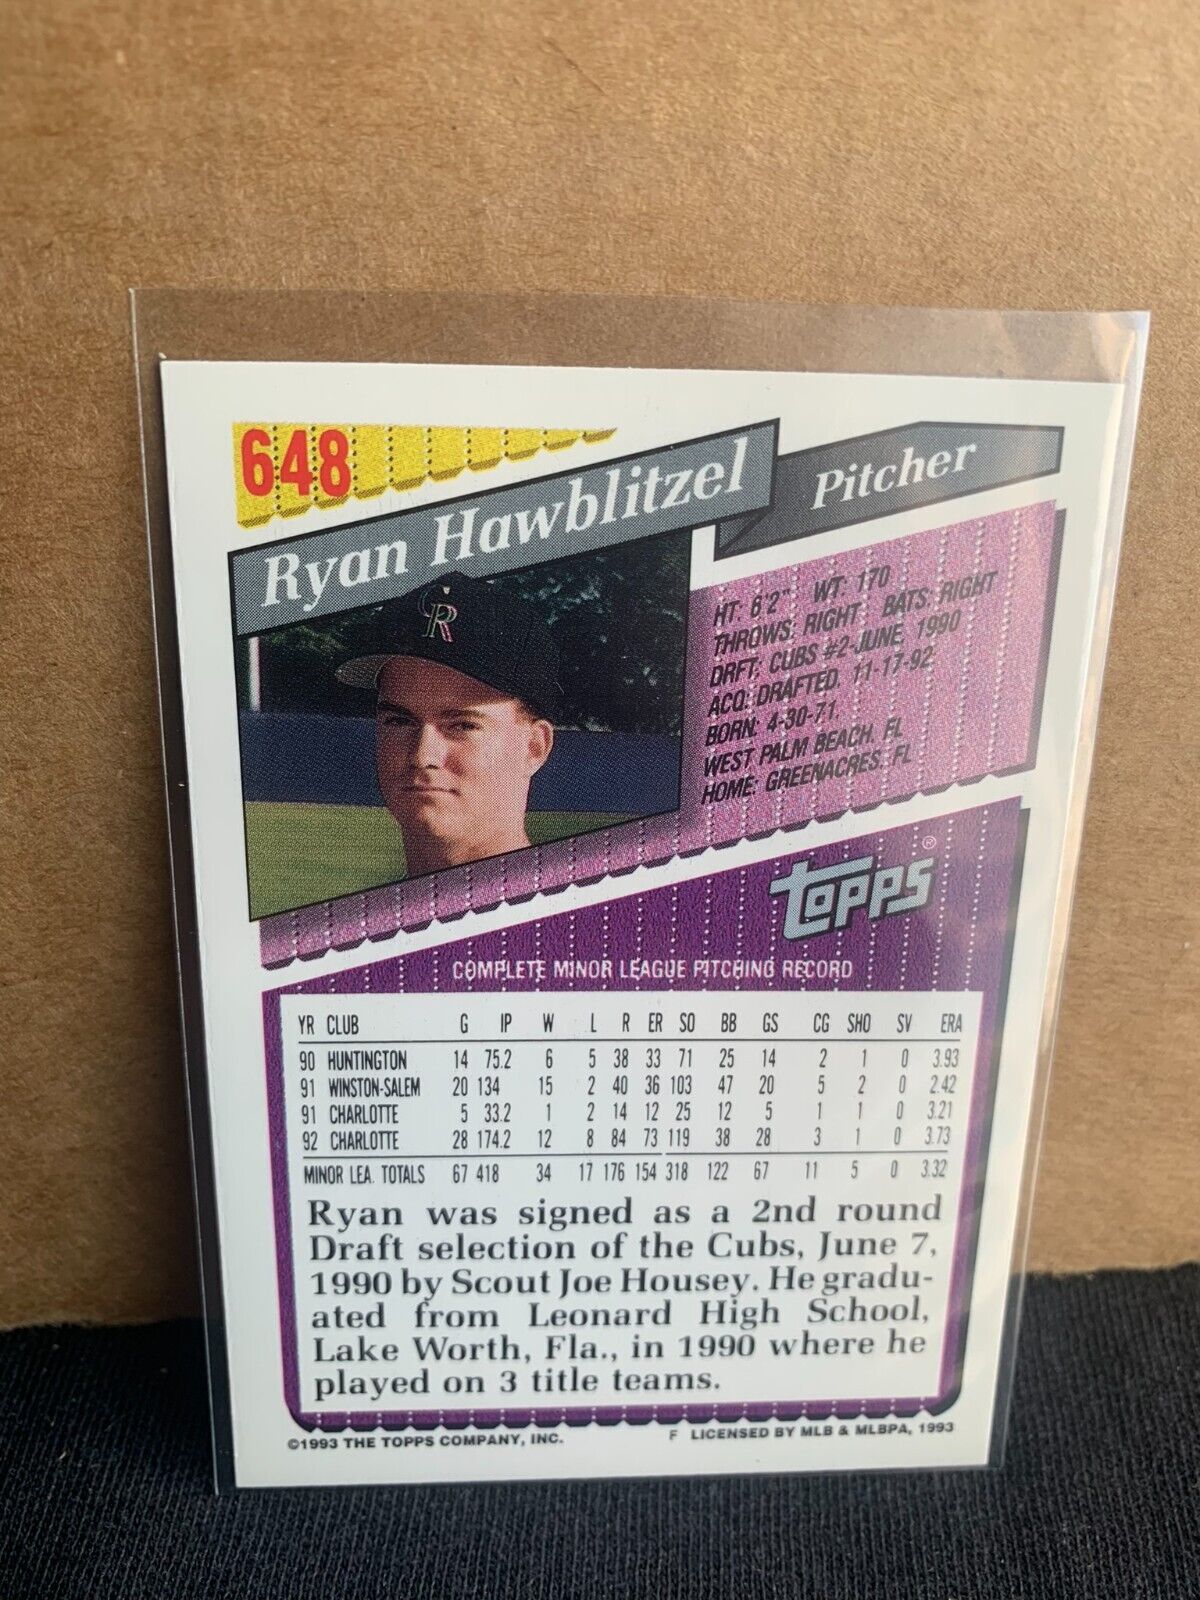 648
Ryan Hawblitzel
Pitcher
CR
HT: 6'2" WT: 170
THROWS: RIGHT BATS: RIGHT
DRFT: CUBS #2-JUNE, 1990
ACQ: DRAFTED, 11-17-92
BORN: 4-30-71,
WEST PALM BEACH, FL
HOME: GREENACRES, FL
TOPPS®
COMPLETE MINOR LEAGUE PITCHING RECORD
YR CLUB G IP W L R ER SO BB GS CG SHO SV ERA
90 HUNTINGTON 14 75.2 6 5 38 33 71 25 14 2 1 0 3.93
91 WINSTON-SALEM 20 134 15 2 40 36 103 47 20 5 2 0 2.42
91 CHARLOTTE 5 33.2 1 2 14 12 25 12 5 1 1 0 3.21
92 CHARLOTTE 28 174.2 12 8 84 73 119 38 28 3 1 0 3.73
MINOR LEA. TOTALS 67 418 34 17 176 154 318 122 67 11 5 0 3.32
Ryan was signed as a 2nd round
Draft selection of the Cubs, June 7,
1990 by Scout Joe Housey. He gradu-
ated from Leonard High School,
Lake Worth, Fla., in 1990 where he
played on 3 title teams.
©1993 THE TOPPS COMPANY, INC. F LICENSED BY MLB & MLBPA, 1993